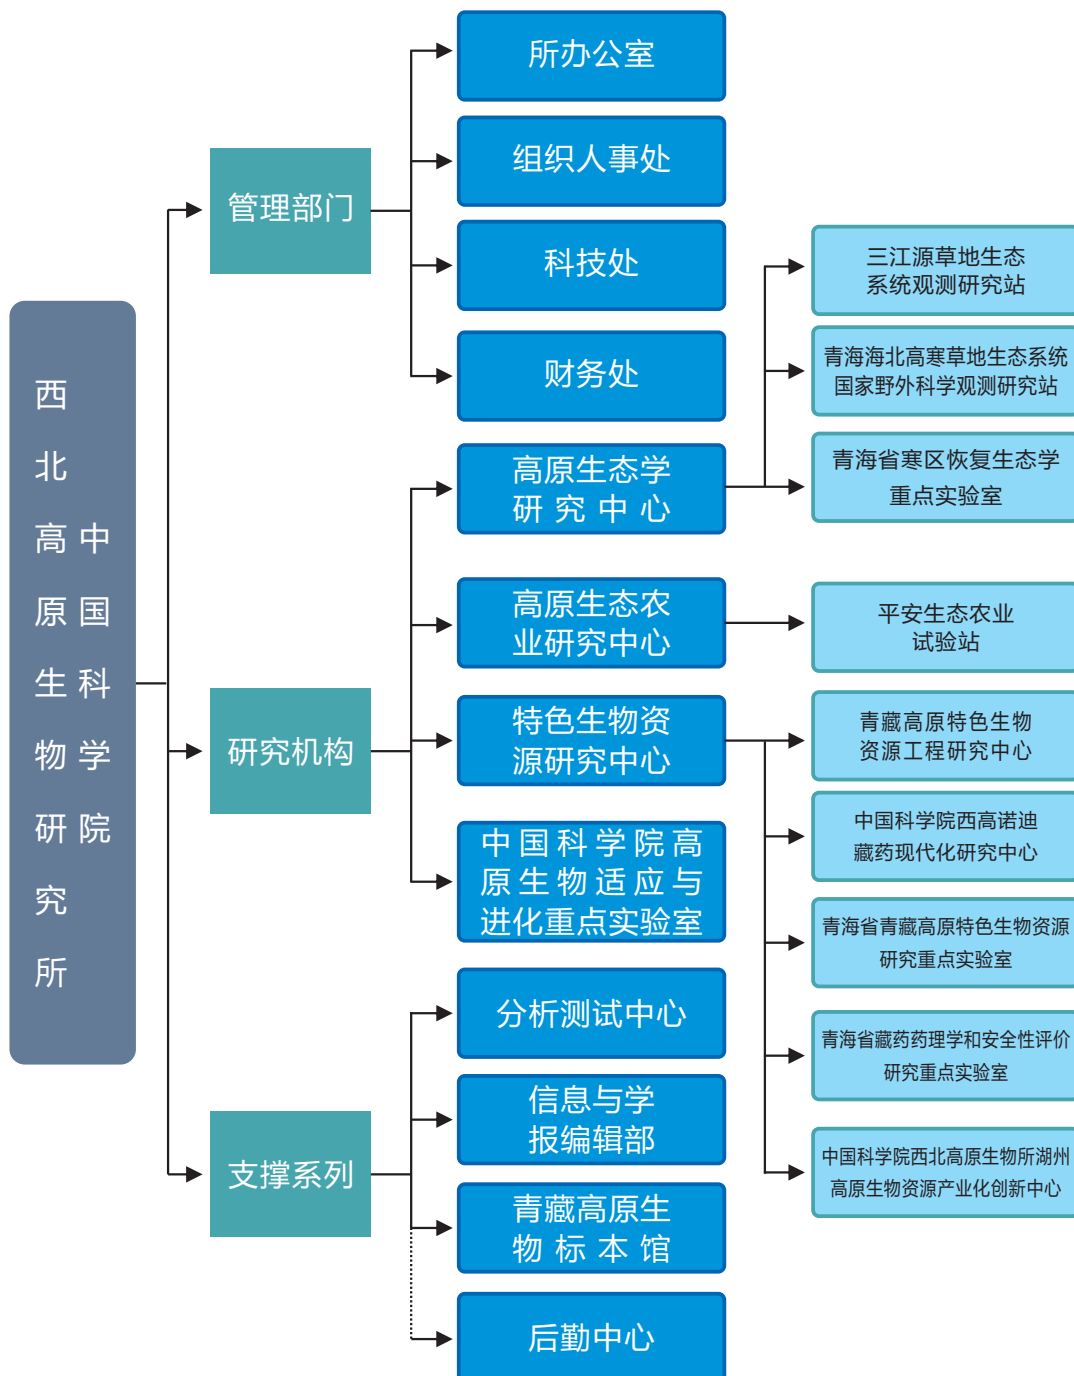 中国科学院
西北高原生物研究所
管理部门
所办公室
组织人事处
科技处
财务处
研究机构
高原生态学
研究中心
三江源草地生态
系统观测研究站
青海海北高寒草地生态系统
国家野外科学观测研究站
青海省寒区恢复生态学
重点实验室
高原生态农
业研究中心
平安生态农业
试验站
特色生物资
源研究中心
青藏高原特色生物
资源工程研究中心
中国科学院西高诺迪
藏药现代化研究中心
青海省青藏高原特色生物资源
研究重点实验室
青海省藏药药理学和安全性评价
研究重点实验室
中国科学院西北高原生物所湖州
高原生物资源产业化创新中心
中国科学院高
原生物适应与
进化重点实验室
支撑系列
分析测试中心
信息与学
报编辑部
青藏高原生
物标本馆
后勤中心